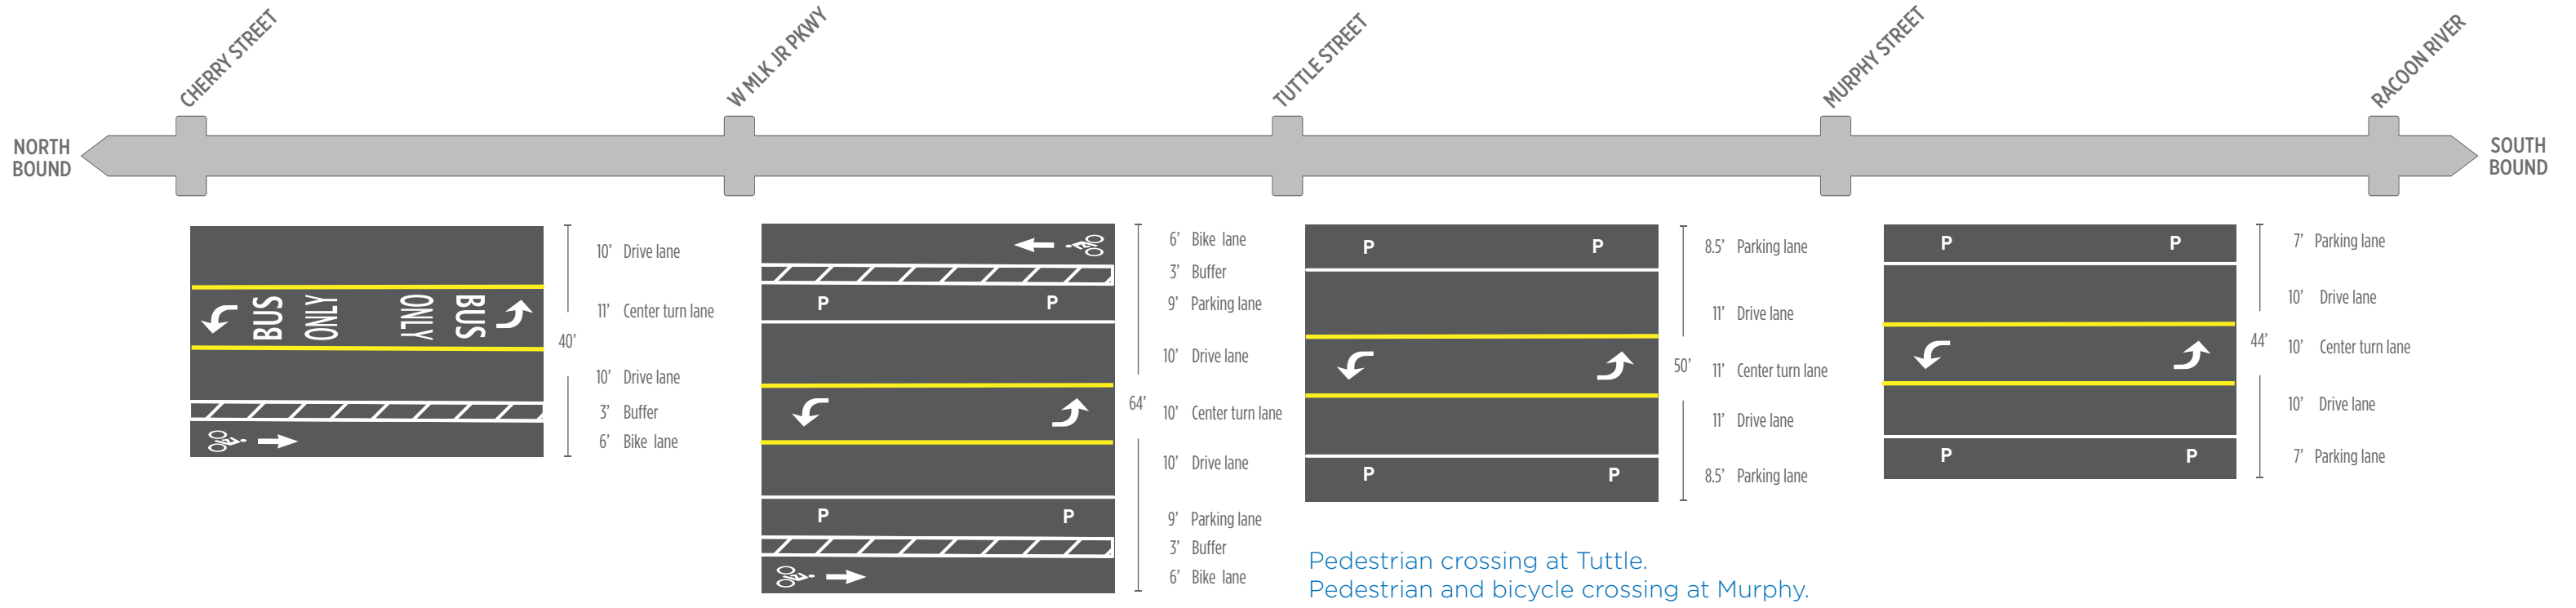 CHERRY STREET
W MLK JR PKWY
TUTTLE STREET
MURPHY STREET
RACOON RIVER
NORTH
BOUND
SOUTH
BOUND
BUS
ONLY
ONLY
BUS
10' Drive lane
11' Center turn lane
40'
10' Drive lane
3' Buffer
6' Bike lane
P P
P P
6' Bike lane
3' Buffer
9' Parking lane
10' Drive lane
64'
10' Center turn lane
10' Drive lane
9' Parking lane
3' Buffer
6' Bike lane
P P
P P
8.5' Parking lane
11' Drive lane
50'
11' Center turn lane
11' Drive lane
8.5' Parking lane
P P
P P
7' Parking lane
10' Drive lane
44'
10' Center turn lane
10' Drive lane
7' Parking lane
Pedestrian crossing at Tuttle.
Pedestrian and bicycle crossing at Murphy.